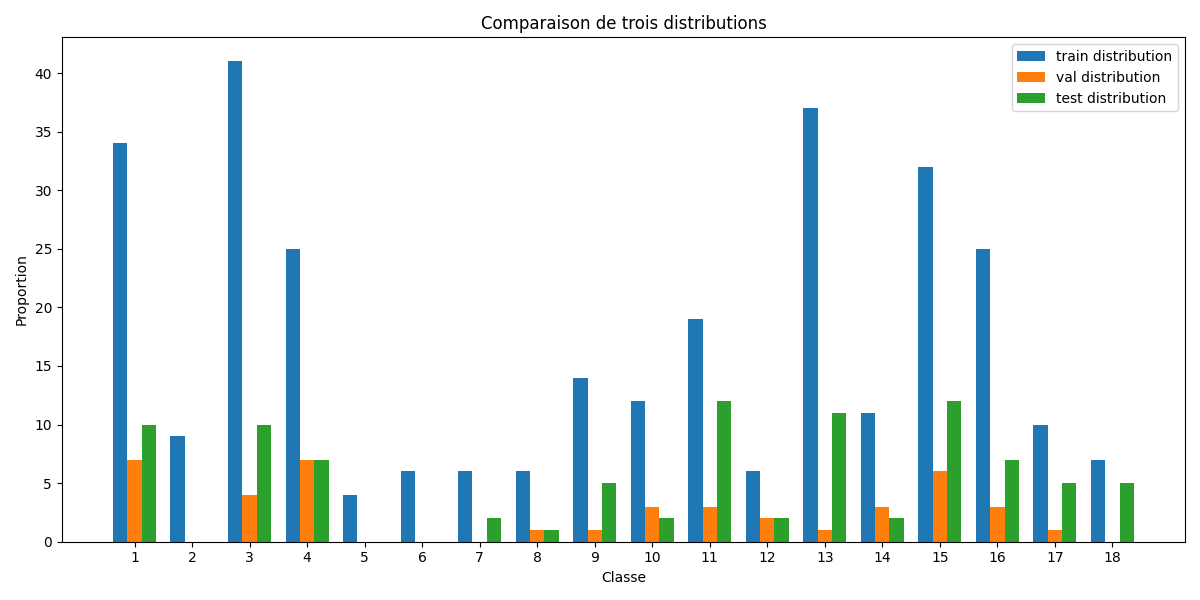 Comparaison de trois distributions
train distribution
val distribution
test distribution
Proportion
40
35
30
25
20
15
10
5
0
1 2 3 4 5 6 7 8 9 10 11 12 13 14 15 16 17 18
Classe